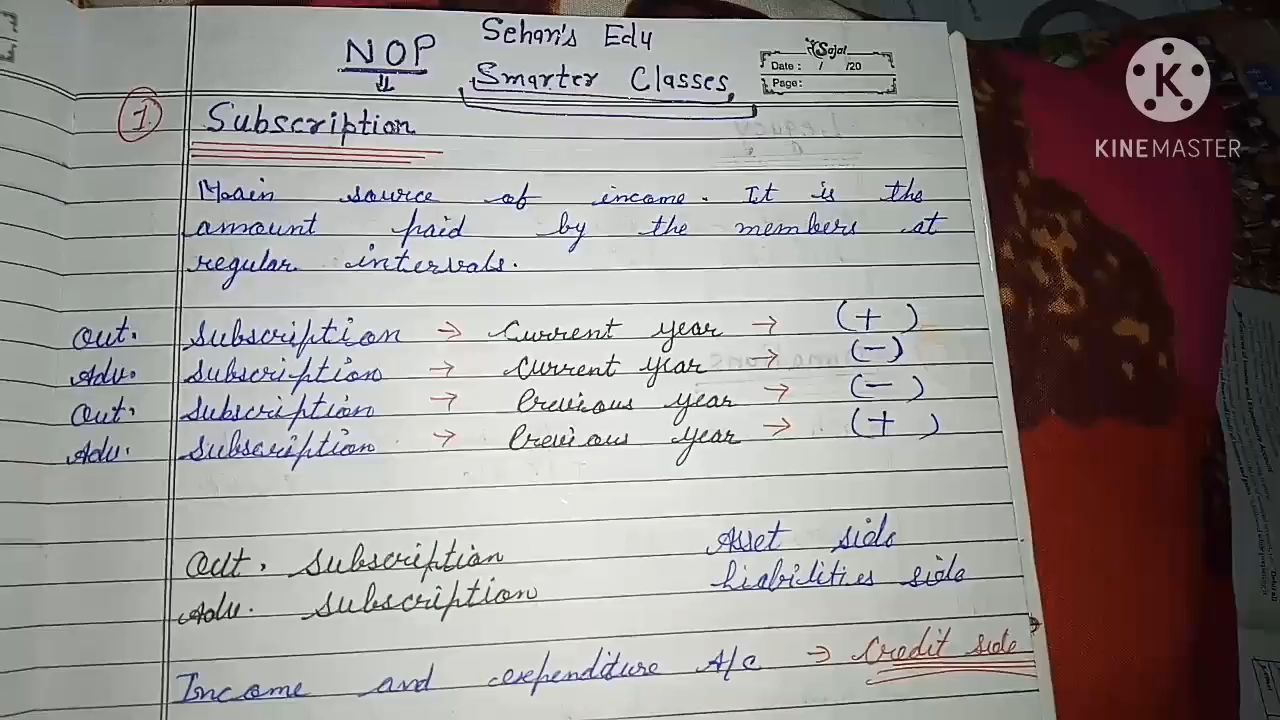 Sehar's Edu
NOP
Smarter Classes
Sajal
Date: / /20
Page:
K
KINEMASTER
1 Subscription
Main source of income. It is the
amount paid by the members at
regular intervals.
Out. Subscription → Current year → (+)
Adv. Subscription → Current year → (-)
Out. Subscription → Previous year → (-)
Adv. Subscription → Previous year → (+)
Out. Subscription Asset side
Adv. Subscription Liabilities side
Income and expenditure A/c → Credit side